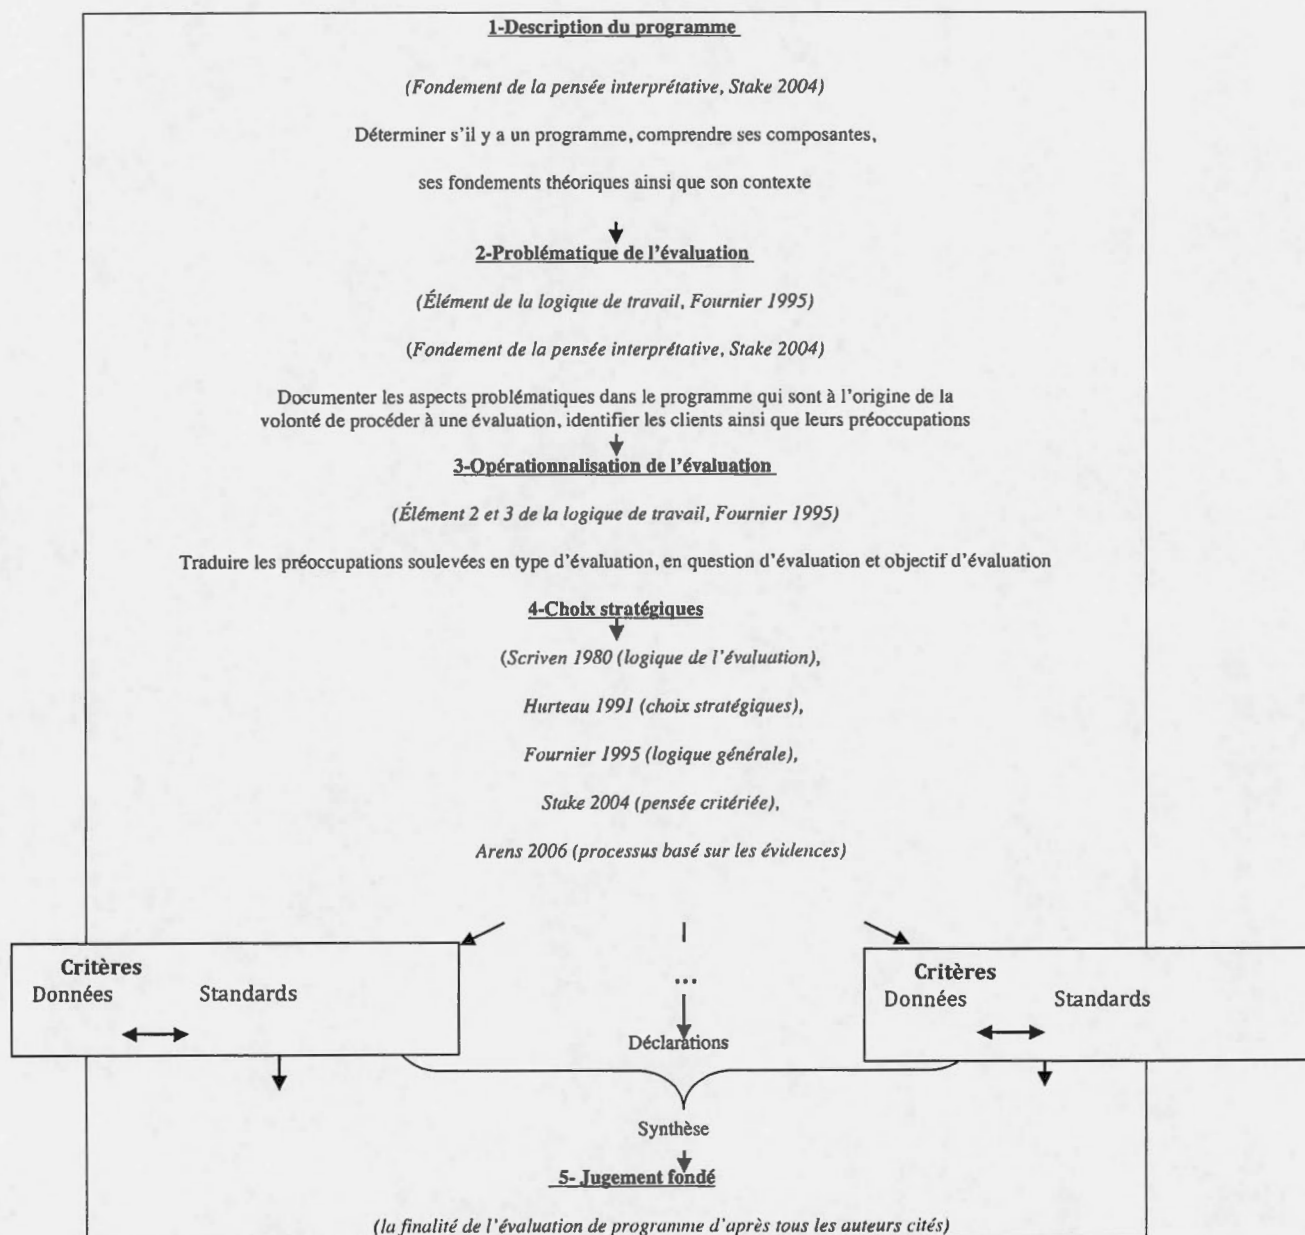 1-Description du programme
(Fondement de la pensée interprétative, Stake 2004)
Déterminer s'il y a un programme, comprendre ses composantes,
ses fondements théoriques ainsi que son contexte
2-Problématique de l'évaluation
(Élément de la logique de travail, Fournier 1995)
(Fondement de la pensée interprétative, Stake 2004)
Documenter les aspects problématiques dans le programme qui sont à l'origine de la
volonté de procéder à une évaluation, identifier les clients ainsi que leurs préoccupations
3-Opérationnalisation de l'évaluation
(Élément 2 et 3 de la logique de travail, Fournier 1995)
Traduire les préoccupations soulevées en type d'évaluation, en question d'évaluation et objectif d'évaluation
4-Choix stratégiques
(Scriven 1980 (logique de l'évaluation),
Hurteau 1991 (choix stratégiques),
Fournier 1995 (logique générale),
Stake 2004 (pensée critériée),
Arens 2006 (processus basé sur les évidences)
Critères
Données Standards
...
Déclarations
Critères
Données Standards
Synthèse
5- Jugement fondé
(la finalité de l'évaluation de programme d'après tous les auteurs cités)